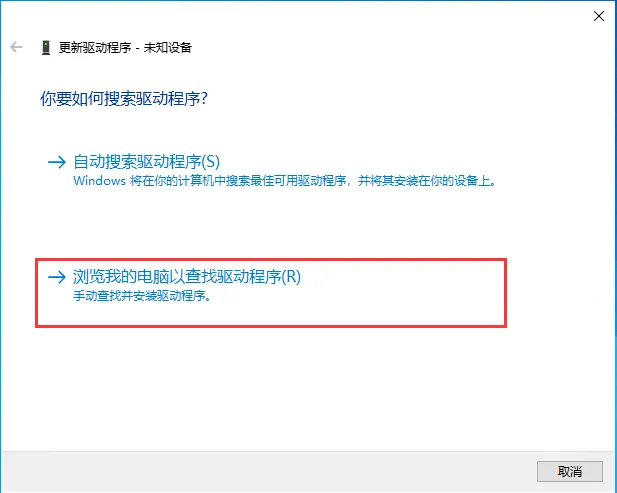 更新驱动程序 - 未知设备
你要如何搜索驱动程序?
自动搜索驱动程序(S)
Windows 将在你的计算机中搜索最佳可用驱动程序，并将其安装在你的设备上。
浏览我的电脑以查找驱动程序(R)
手动查找并安装驱动程序。
取消